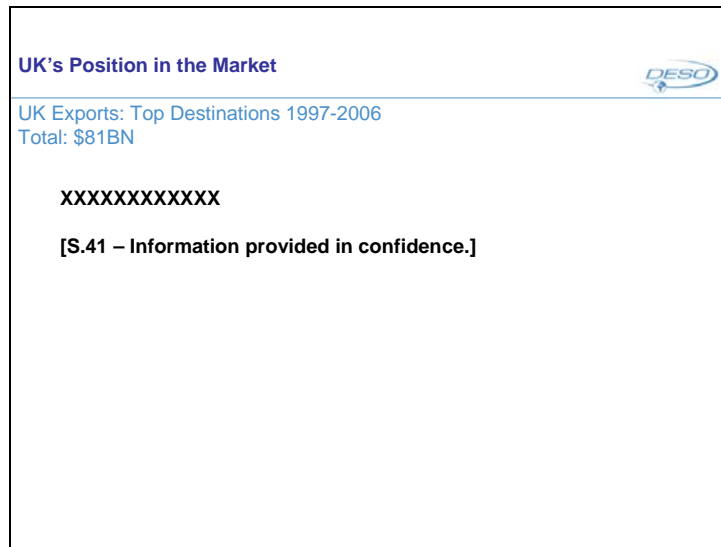 UK’s Position in the Market
DESO
UK Exports: Top Destinations 1997-2006
Total: $81BN
XXXXXXXXXXXX
[S.41 – Information provided in confidence.]